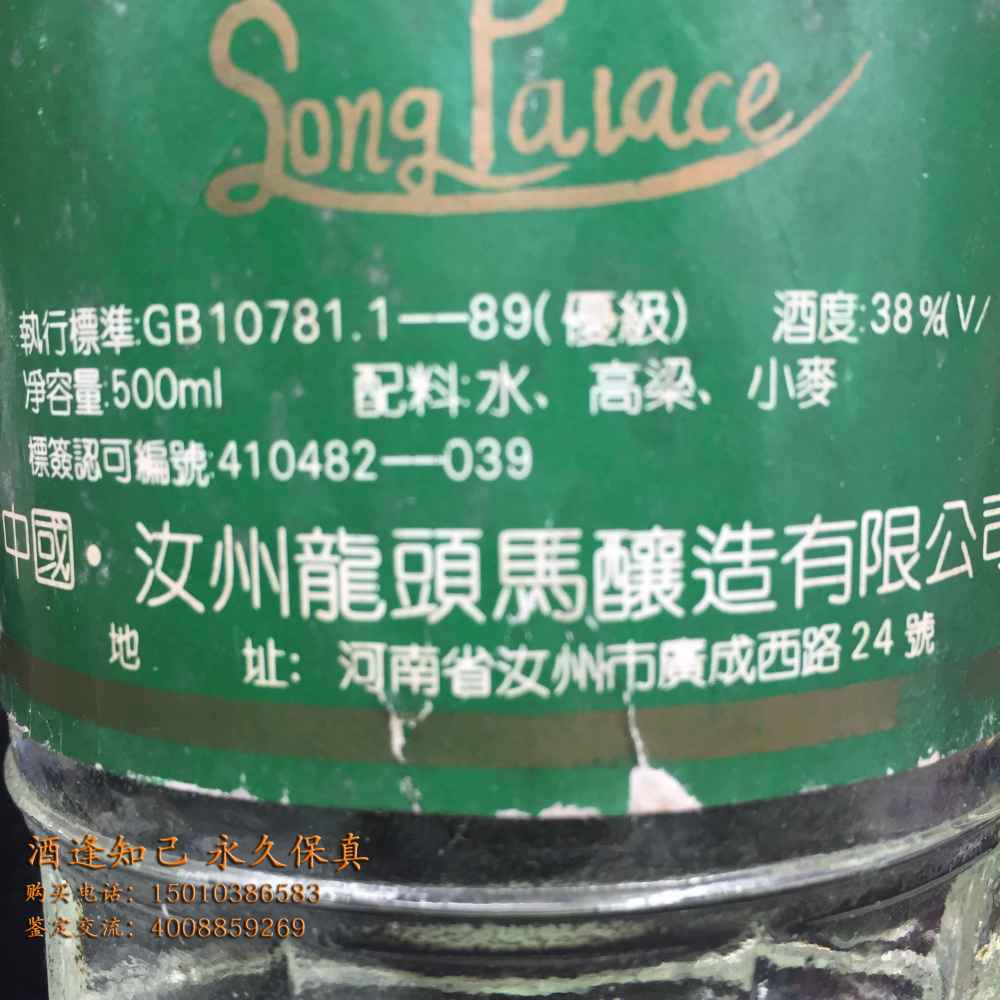 Song Palace
執行標準:GB10781.1——89(優級) 酒度:38%(V/
淨容量:500ml 配料:水、高粱、小麥
標簽認可編號:410482——039
中國·汝州龍頭馬釀造有限公司
地址:河南省汝州市廣成西路24號
酒逢知己 永久保真
购买电话:15010386583
鉴定交流:4008859269